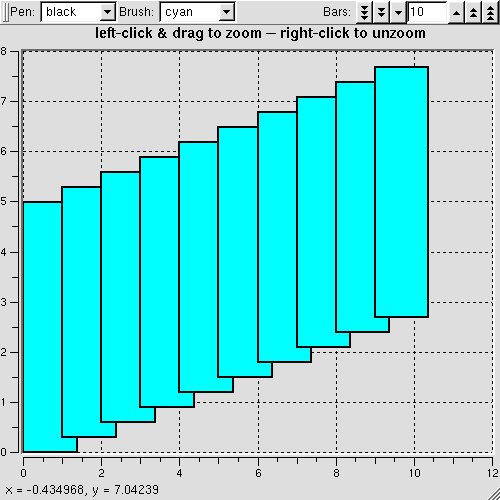 Pen: black Brush: cyan Bars: 10
left-click & drag to zoom — right-click to unzoom
8
7
6
5
4
3
2
1
0
0 2 4 6 8 10 12
x = -0.434968, y = 7.04239